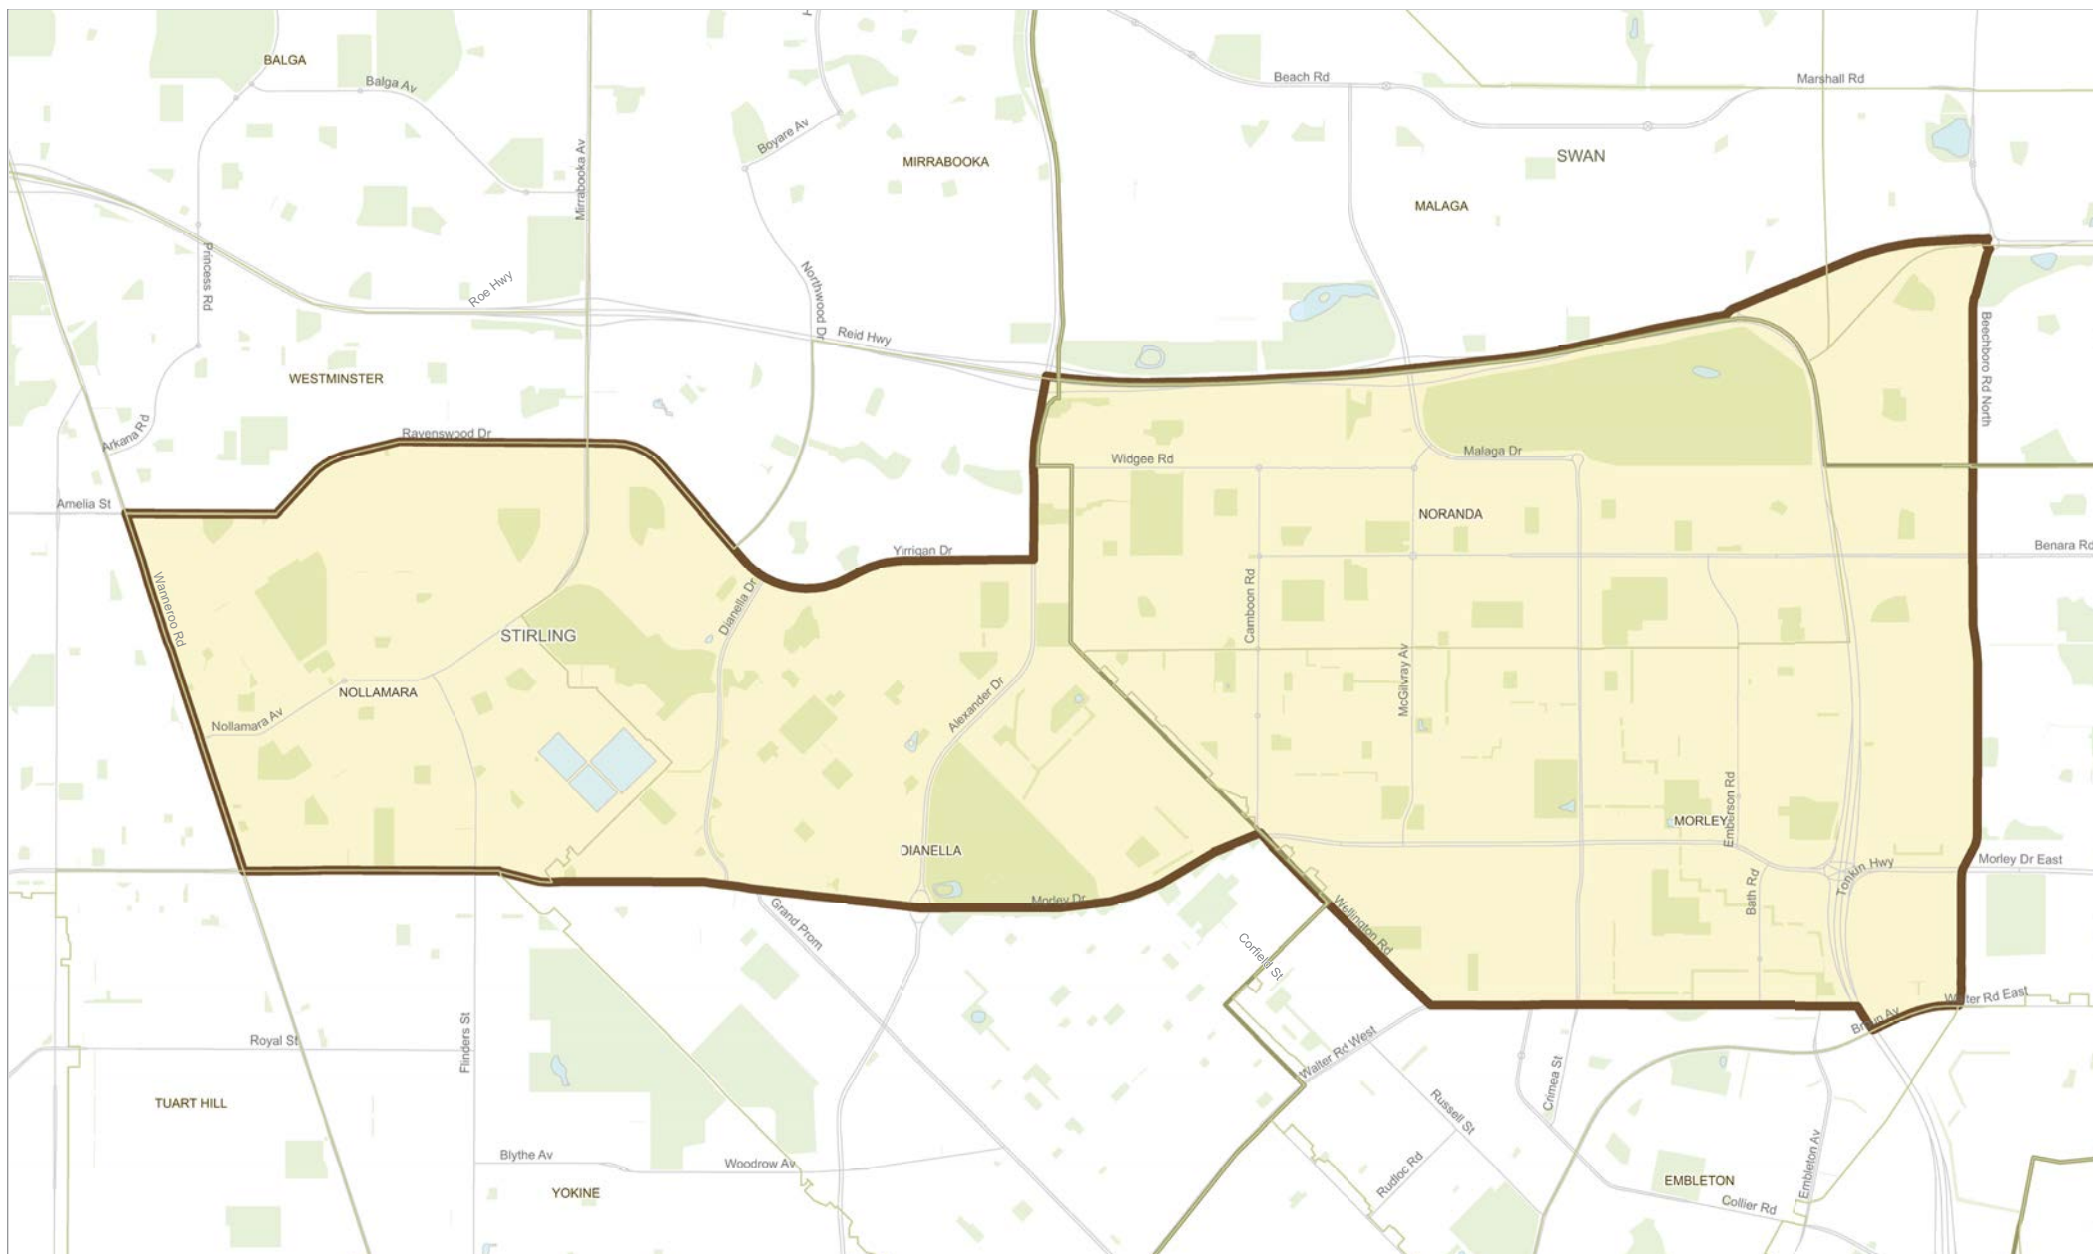 BALGA
Balga Av
Beach Rd
Marshall Rd
Boyare Av
Mirrabooka Av
MIRRABOOKA
SWAN
MALAGA
Princess Rd
Roe Hwy
Northwood Dr
Reid Hwy
Beechboro Rd North
WESTMINSTER
Arkana Rd
Ravenswood Dr
Widgee Rd
Malaga Dr
Amelia St
NORANDA
Yirrigan Dr
Benara Rd
Wanneroo Rd
Dianella Dr
Camboon Rd
STIRLING
McGilvray Av
NOLLAMARA
Nollamara Av
Alexander Dr
Emberson Rd
MORLEY
DIANELLA
Morley Dr East
Tonkin Hwy
Bath Rd
Morley Dr
Grand Prom
Wellington Rd
Corfield St
Walter Rd East
Broun Av
Royal St
Flinders St
Walter Rd West
Crimea St
TUART HILL
Russell St
Blythe Av
Woodrow Av
Rudloc Rd
Embleton Av
EMBLETON
YOKINE
Collier Rd